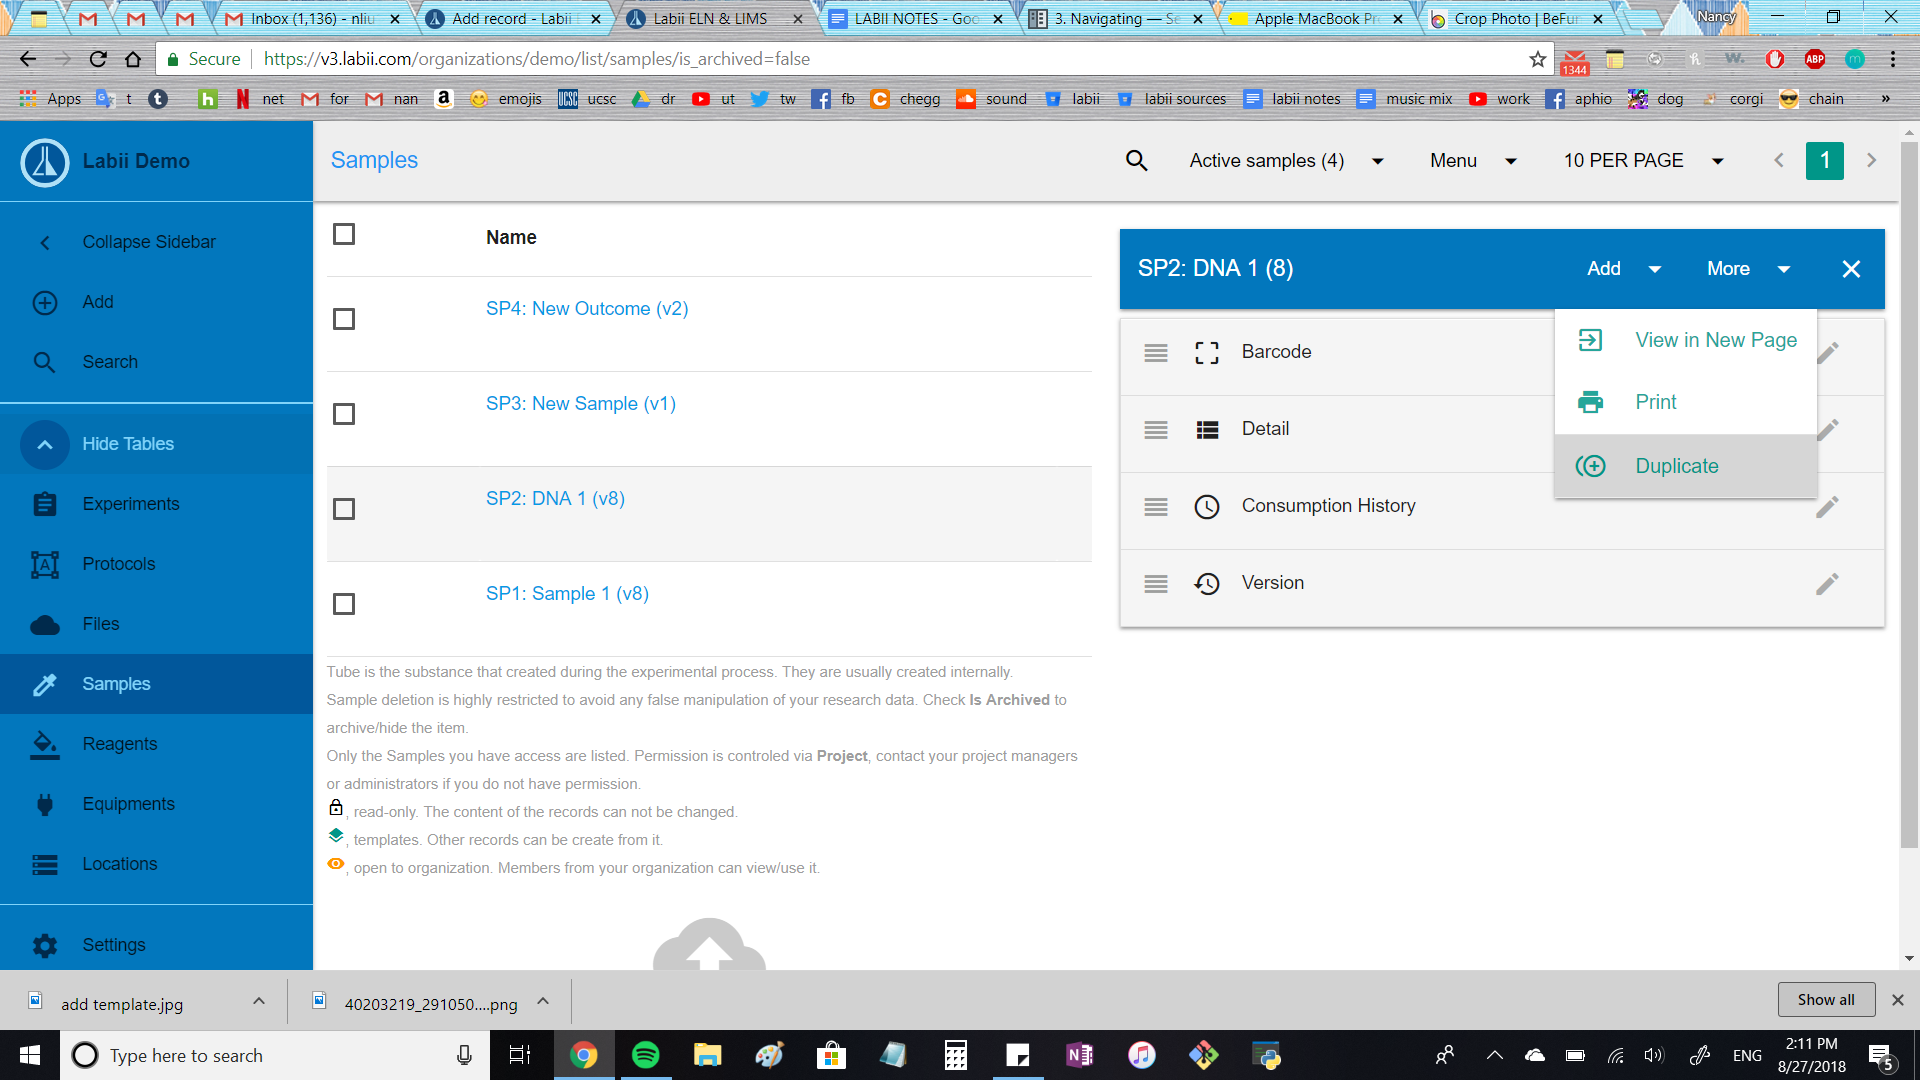 Inbox (1,136) - nliu
Add record - Labii
Labii ELN & LIMS
LABII NOTES - Goo
3. Navigating — Se
Apple MacBook Pr
Crop Photo | BeFun
Nancy
Secure
https://v3.labii.com/organizations/demo/list/samples/is_archived=false
1344
ABP
m
Apps
t
net
for
nan
emojis
UCSC
ucsc
dr
ut
tw
fb
chegg
sound
labii
labii sources
labii notes
music mix
work
aphio
dog
corgi
chain
»
Labii Demo
Samples
Active samples (4)
Menu
10 PER PAGE
1
Collapse Sidebar
Add
Search
Hide Tables
Experiments
Protocols
Files
Samples
Reagents
Equipments
Locations
Settings
Name
SP4: New Outcome (v2)
SP3: New Sample (v1)
SP2: DNA 1 (v8)
SP1: Sample 1 (v8)
Tube is the substance that created during the experimental process. They are usually created internally.
Sample deletion is highly restricted to avoid any false manipulation of your research data. Check Is Archived to
archive/hide the item.
Only the Samples you have access are listed. Permission is controled via Project, contact your project managers
or administrators if you do not have permission.
, read-only. The content of the records can not be changed.
, templates. Other records can be create from it.
, open to organization. Members from your organization can view/use it.
SP2: DNA 1 (8)
Add
More
View in New Page
Print
Duplicate
Barcode
Detail
Consumption History
Version
add template.jpg
40203219_291050....png
Show all
Type here to search
ENG
2:11 PM
8/27/2018
5